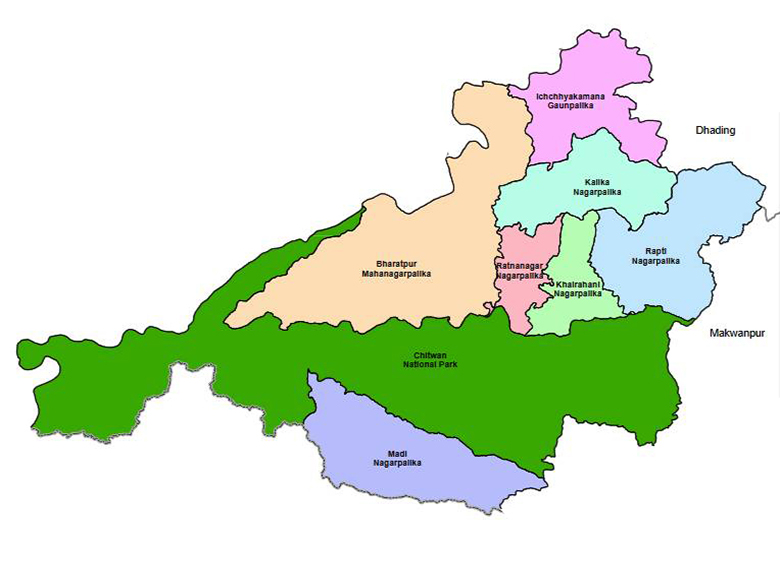 Ichchhyakamana
Gaunpalika
Dhading
Kalika
Nagarpalika
Rapti
Nagarpalika
Bharatpur
Mahanagarpalika
Ratnanagar
Nagarpalika
Khairahani
Nagarpalika
Makwanpur
Chitwan
National Park
Madi
Nagarpalika